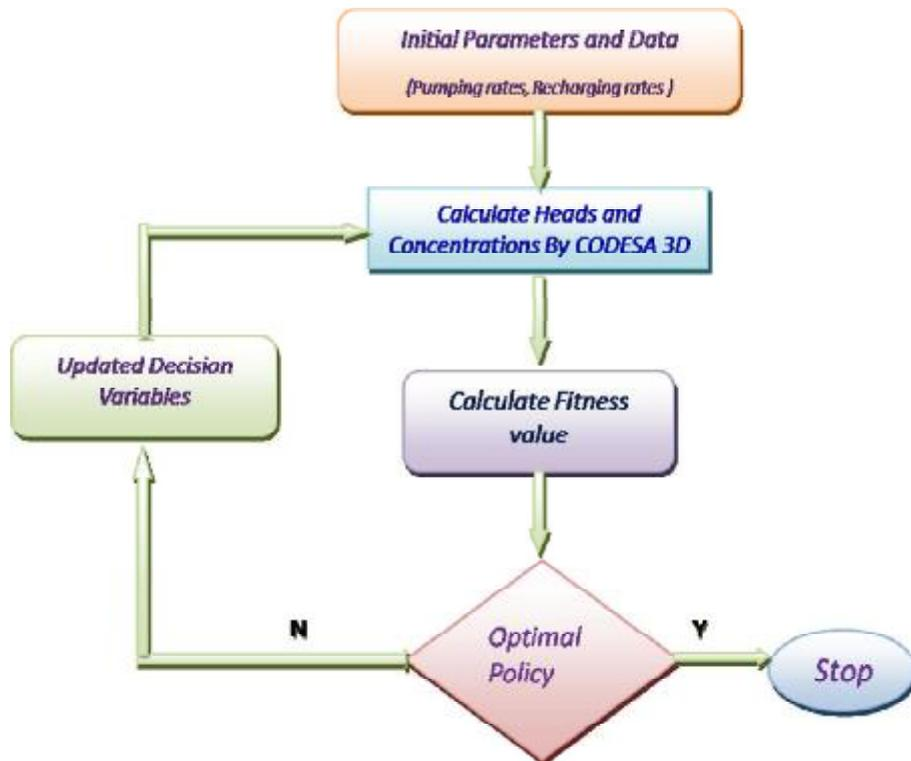 Initial Parameters and Data
(Pumping rates, Recharging rates )
Calculate Heads and
Concentrations By CODESA 3D
Updated Decision
Variables
Calculate Fitness
value
N
Optimal
Policy
Y
Stop